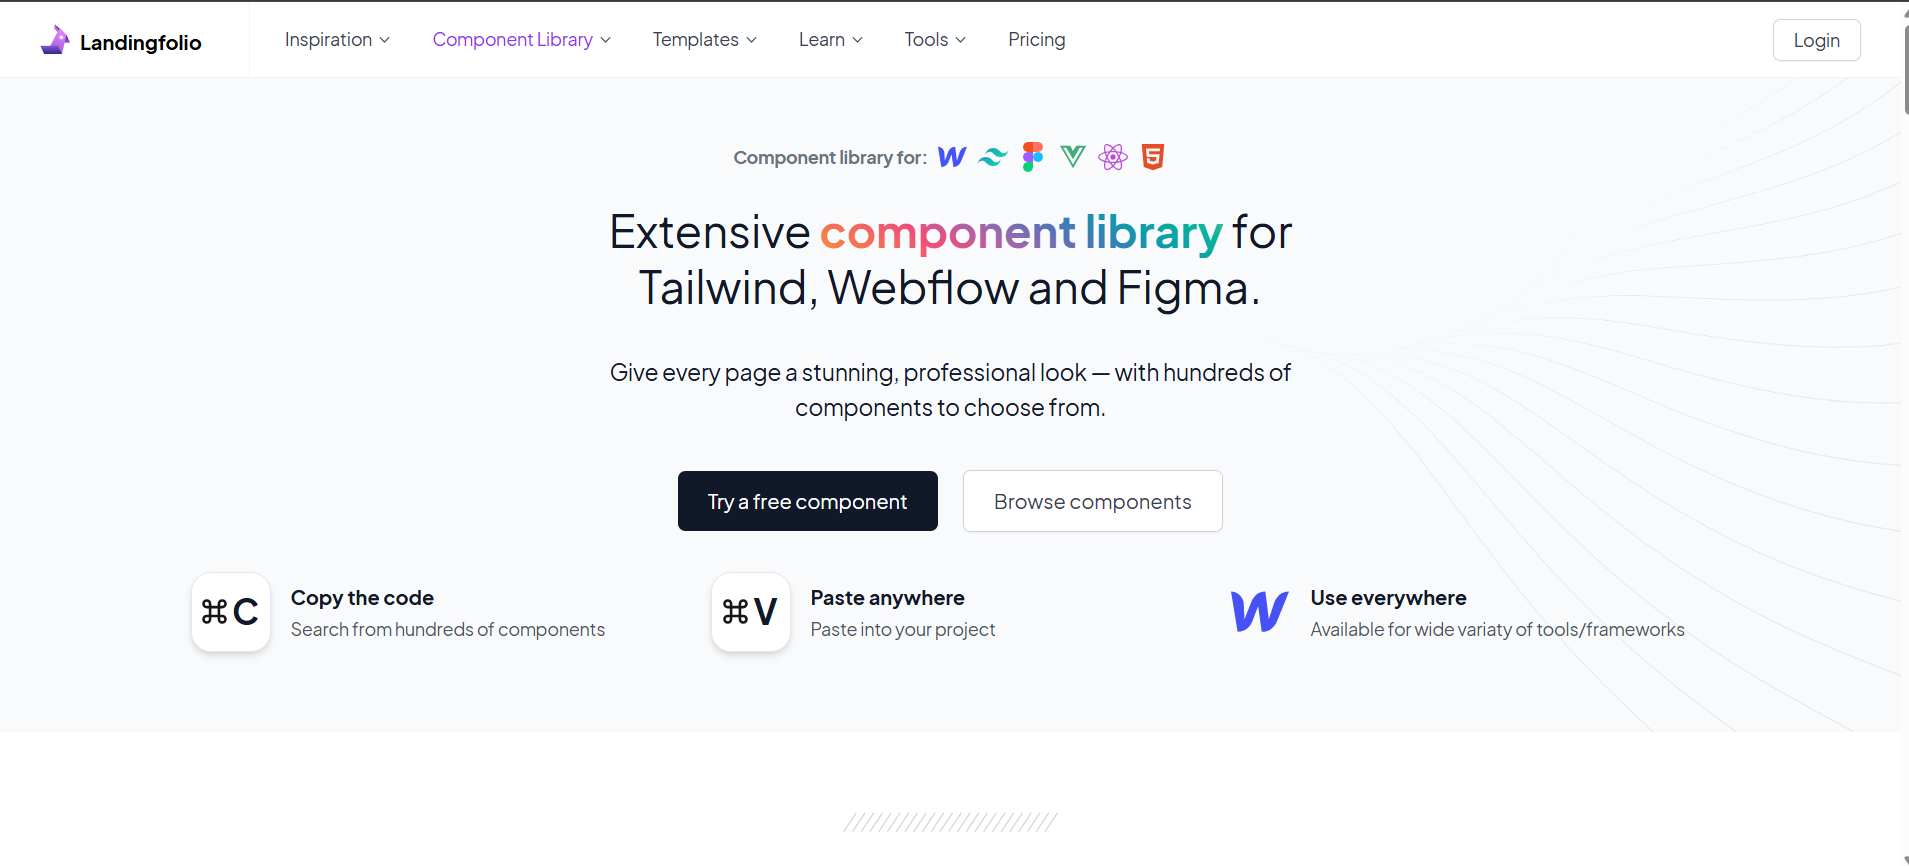 Landingfolio
Inspiration
Component Library
Templates
Learn
Tools
Pricing
Login
Component library for:
Extensive component library for
Tailwind, Webflow and Figma.
Give every page a stunning, professional look — with hundreds of
components to choose from.
Try a free component
Browse components
⌘ C
Copy the code
Search from hundreds of components
⌘ V
Paste anywhere
Paste into your project
Use everywhere
Available for wide variaty of tools/frameworks